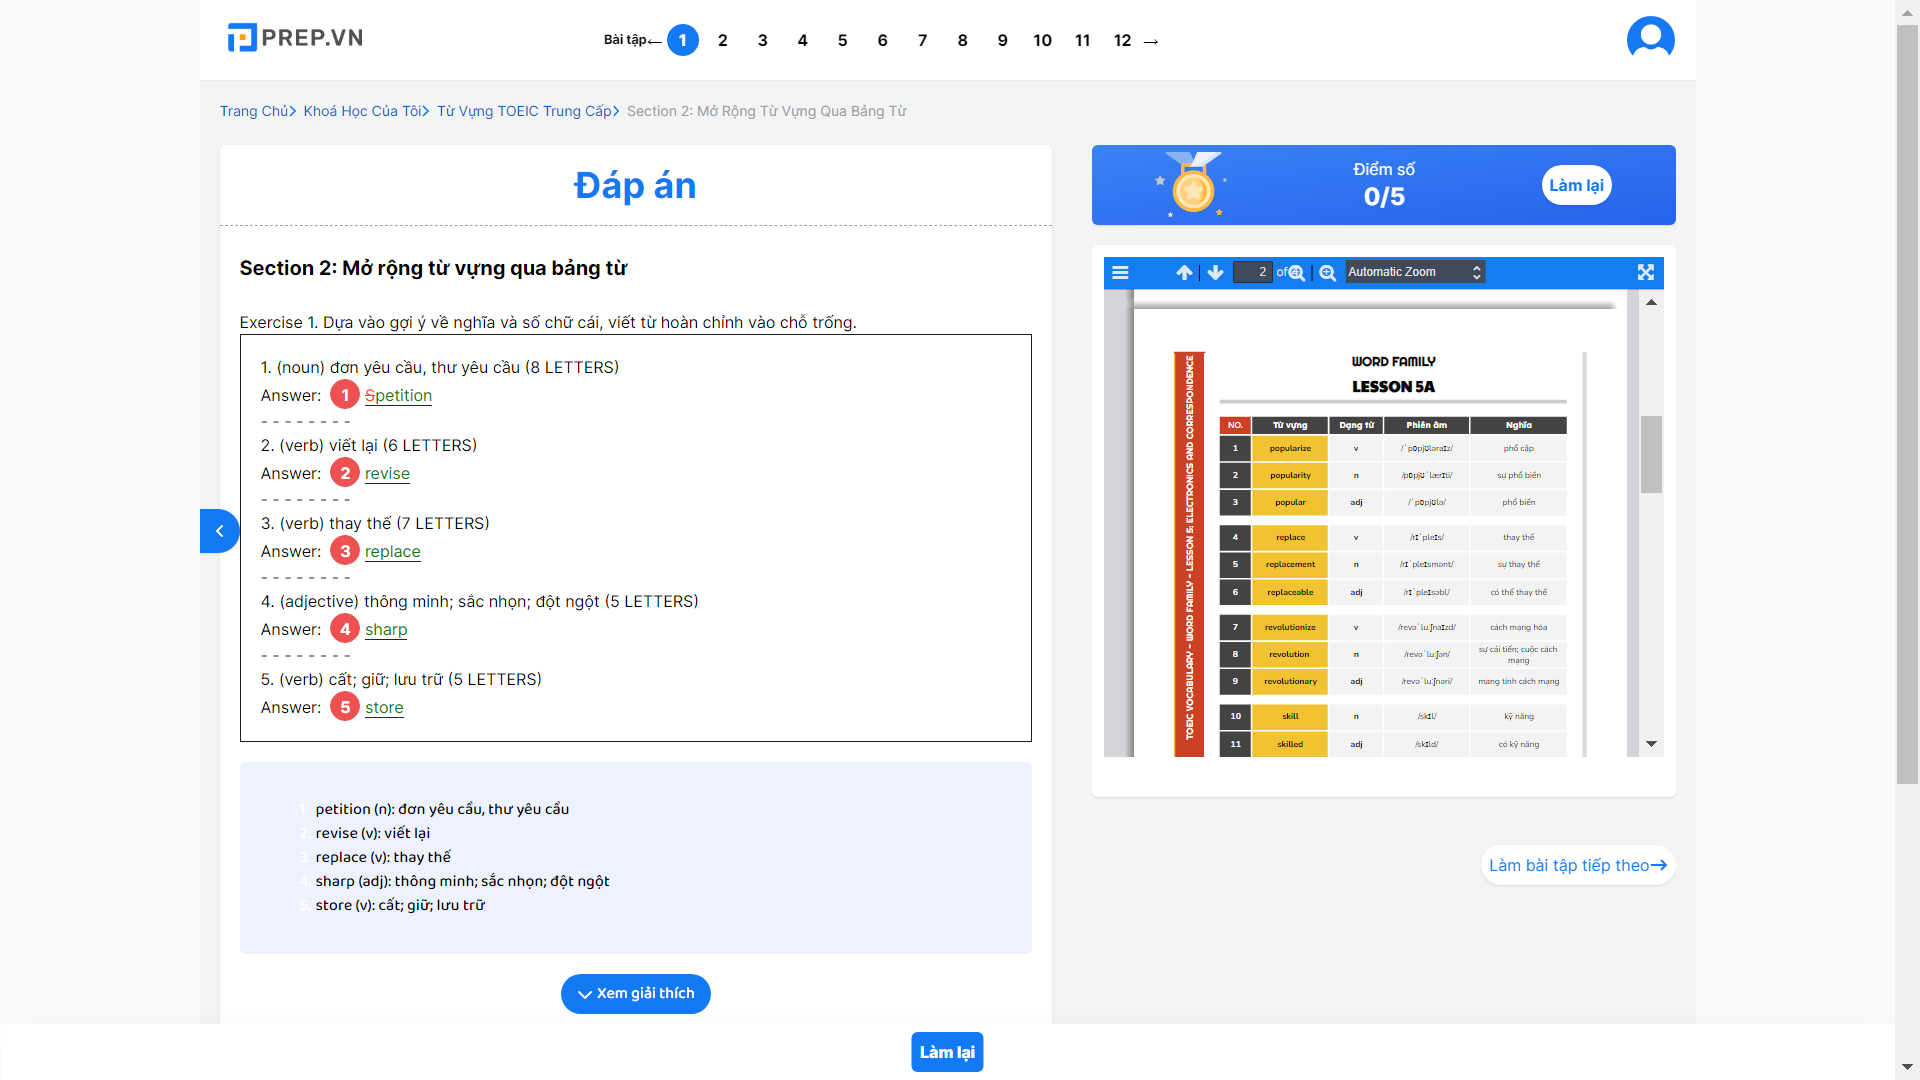 PREP.VN
Bài tập← 1 2 3 4 5 6 7 8 9 10 11 12 →
Trang Chủ> Khoá Học Của Tôi> Từ Vựng TOEIC Trung Cấp> Section 2: Mở Rộng Từ Vựng Qua Bảng Từ
Đáp án
Section 2: Mở rộng từ vựng qua bảng từ
Exercise 1. Dựa vào gợi ý về nghĩa và số chữ cái, viết từ hoàn chỉnh vào chỗ trống.
1. (noun) đơn yêu cầu, thư yêu cầu (8 LETTERS)
Answer: 1 Spetition
- - - - - - - -
2. (verb) viết lại (6 LETTERS)
Answer: 2 revise
- - - - - - - -
3. (verb) thay thế (7 LETTERS)
Answer: 3 replace
- - - - - - - -
4. (adjective) thông minh; sắc nhọn; đột ngột (5 LETTERS)
Answer: 4 sharp
- - - - - - - -
5. (verb) cất; giữ; lưu trữ (5 LETTERS)
Answer: 5 store
1. petition (n): đơn yêu cầu, thư yêu cầu
2. revise (v): viết lại
3. replace (v): thay thế
4. sharp (adj): thông minh; sắc nhọn; đột ngột
5. store (v): cất; giữ; lưu trữ
Xem giải thích
Điểm số
0/5
Làm lại
2 of Automatic Zoom
TOEIC VOCABULARY - WORD FAMILY - LESSON 5: ELECTRONICS AND CORRESPONDENCE
WORD FAMILY
LESSON 5A
NO. Từ vựng Dạng từ Phiên âm Nghĩa
1 popularize v /ˈpɒpjʊləraɪz/ phổ cập
2 popularity n /pɒpjʊˈlærɪti/ sự phổ biến
3 popular adj /ˈpɒpjʊlə/ phổ biến
4 replace v /rɪˈpleɪs/ thay thế
5 replacement n /rɪˈpleɪsmənt/ sự thay thế
6 replaceable adj /rɪˈpleɪsəbl/ có thể thay thế
7 revolutionize v /revəˈluːʃnaɪzd/ cách mạng hóa
8 revolution n /revəˈluːʃən/ sự cải tiến; cuộc cách mạng
9 revolutionary adj /revəˈluːʃnəri/ mang tính cách mạng
10 skill n /skɪl/ kỹ năng
11 skilled adj /skɪld/ có kỹ năng
Làm bài tập tiếp theo→
Làm lại